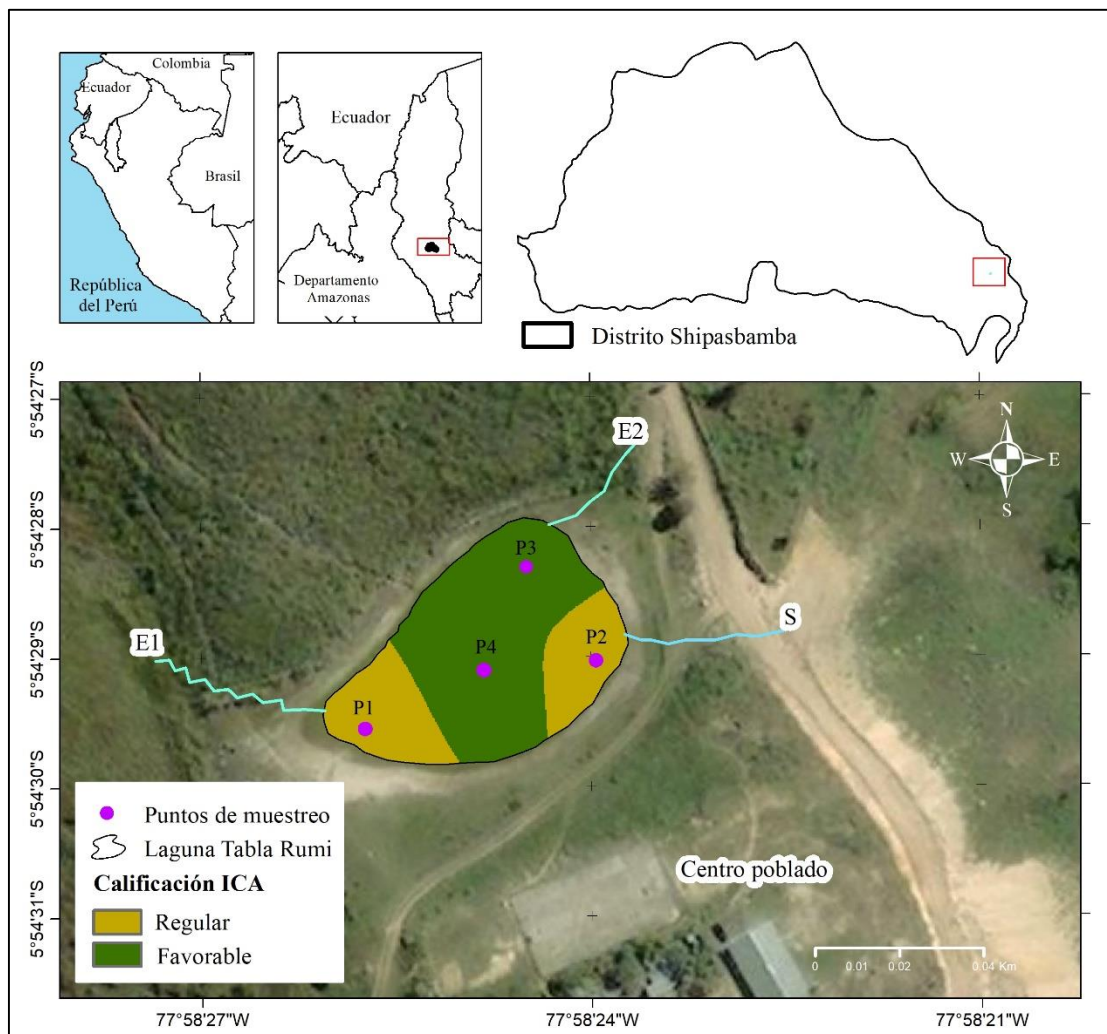 Colombia
Ecuador
Brasil
República
del Perú
Ecuador
Departamento
Amazonas
Distrito Shipasbamba
5°54'27"S
5°54'28"S
5°54'29"S
5°54'30"S
5°54'31"S
E2
N
W E
S
P3
S
E1
P4
P2
P1
Puntos de muestreo
Laguna Tabla Rumi
Calificación ICA
Regular
Favorable
Centro poblado
0 0.01 0.02 0.04 Km
77°58'27"W 77°58'24"W 77°58'21"W